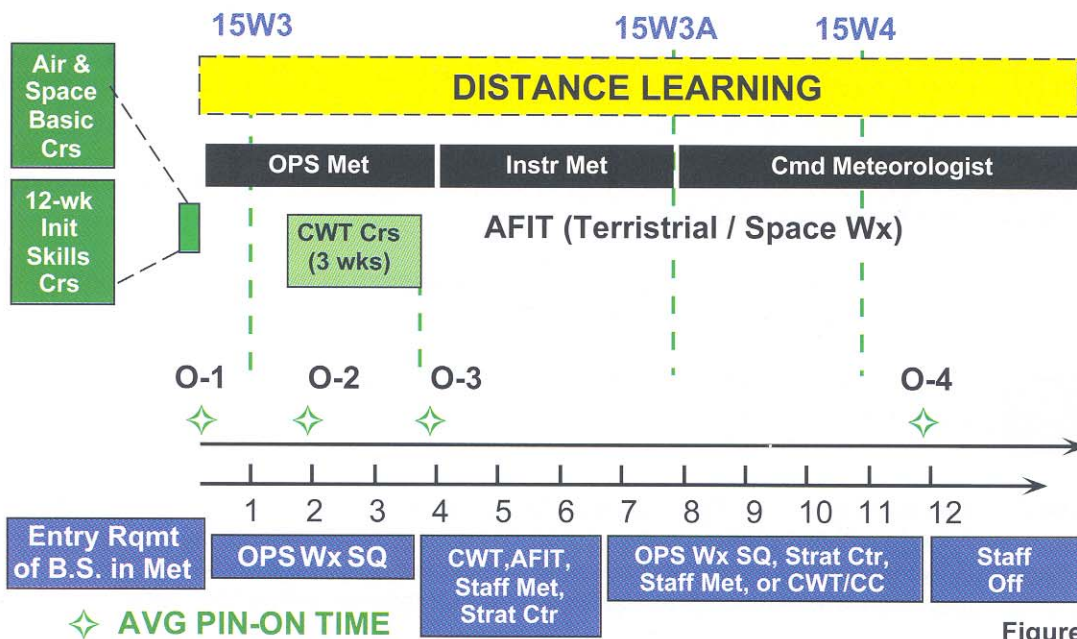 15W3
15W3A
15W4
Air &
Space
Basic
Crs
DISTANCE LEARNING
OPS Met
Instr Met
Cmd Meteorologist
12-wk
Init
Skills
Crs
CWT Crs
(3 wks)
AFIT (Terristrial / Space Wx)
O-1
O-2
O-3
O-4
1
2
3
4
5
6
7
8
9
10
11
12
Entry Rqmt
of B.S. in Met
OPS Wx SQ
CWT,AFIT,
Staff Met,
Strat Ctr
OPS Wx SQ, Strat Ctr,
Staff Met, or CWT/CC
Staff
Off
AVG PIN-ON TIME
Figure